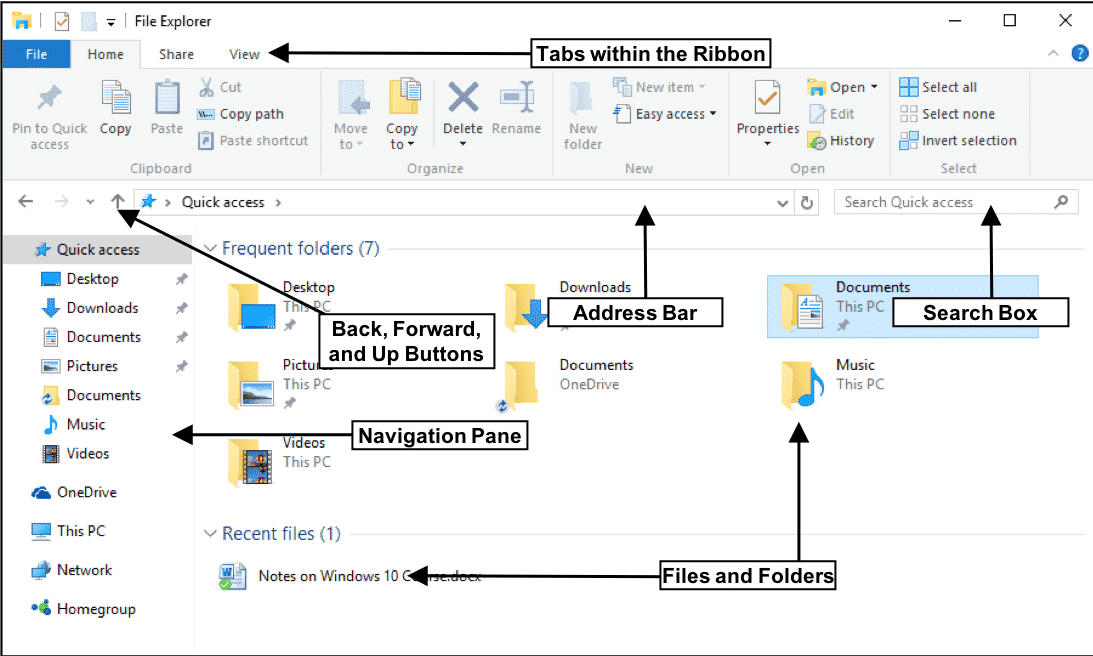 File Explorer
File Home Share View
Tabs within the Ribbon
Pin to Quick access
Copy
Paste
Cut
Copy path
Paste shortcut
Clipboard
Move to
Copy to
Delete
Rename
Organize
New folder
New item
Easy access
New
Properties
Open
Edit
History
Open
Select all
Select none
Invert selection
Select
Quick access
Search Quick access
Quick access
Desktop
Downloads
Documents
Pictures
Documents
Music
Videos
OneDrive
This PC
Network
Homegroup
Frequent folders (7)
Desktop
This PC
Downloads
Documents
This PC
Address Bar
Search Box
Back, Forward,
and Up Buttons
Pictures
This PC
Documents
OneDrive
Music
This PC
Navigation Pane
Videos
This PC
Recent files (1)
Notes on Windows 10 Course.docx
Files and Folders